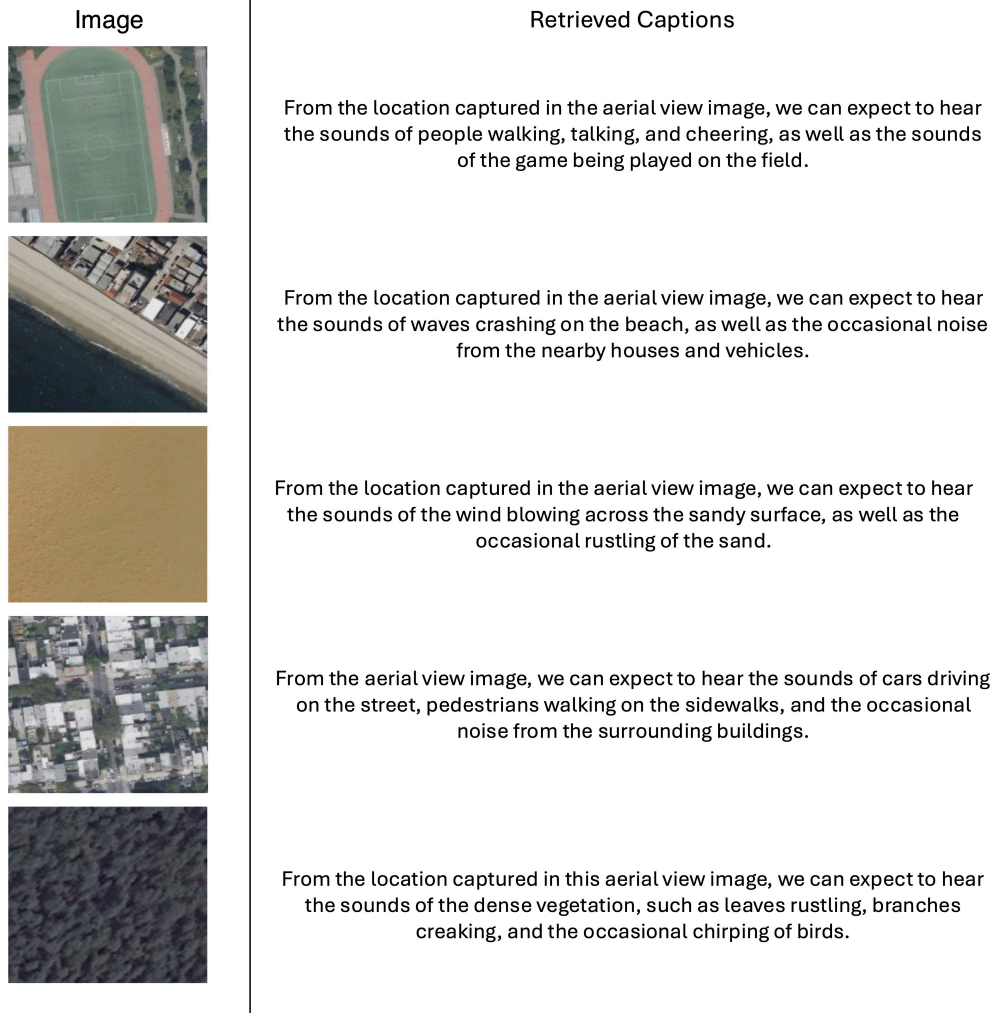 Image
Retrieved Captions
From the location captured in the aerial view image, we can expect to hear
the sounds of people walking, talking, and cheering, as well as the sounds
of the game being played on the field.
From the location captured in the aerial view image, we can expect to hear
the sounds of waves crashing on the beach, as well as the occasional noise
from the nearby houses and vehicles.
From the location captured in the aerial view image, we can expect to hear
the sounds of the wind blowing across the sandy surface, as well as the
occasional rustling of the sand.
From the aerial view image, we can expect to hear the sounds of cars driving
on the street, pedestrians walking on the sidewalks, and the occasional
noise from the surrounding buildings.
From the location captured in this aerial view image, we can expect to hear
the sounds of the dense vegetation, such as leaves rustling, branches
creaking, and the occasional chirping of birds.